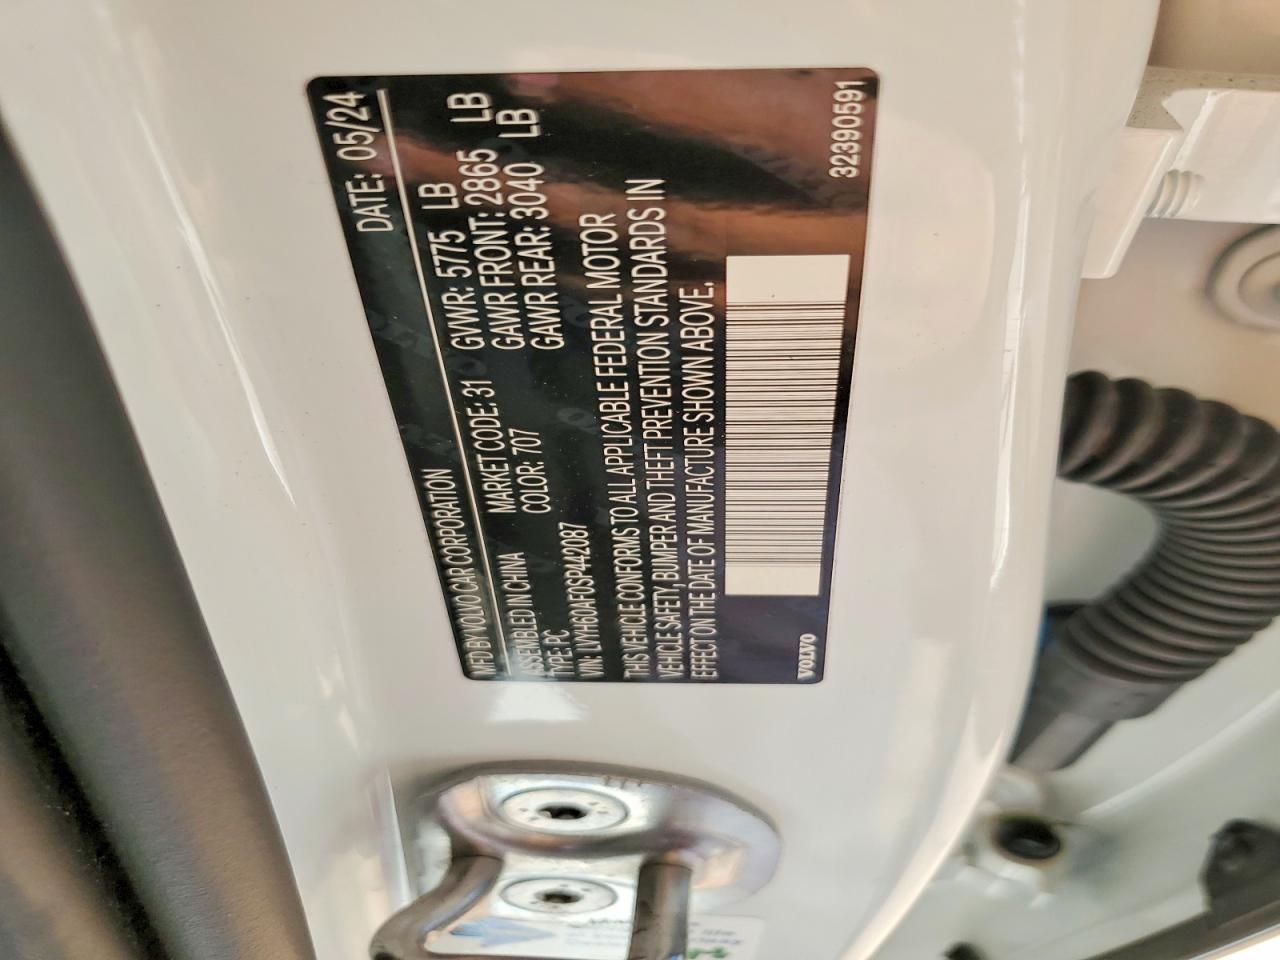 MFD BY VOLVO CAR CORPORATION DATE: 05/24
ASSEMBLED IN CHINA MARKET CODE: 31 GVWR: 5775 LB
TYPE: PC COLOR: 707 GAWR FRONT: 2865 LB
VIN: LVYH60AF0SP442087 GAWR REAR: 3040 LB
THIS VEHICLE CONFORMS TO ALL APPLICABLE FEDERAL MOTOR
VEHICLE SAFETY, BUMPER AND THEFT PREVENTION STANDARDS IN
EFFECT ON THE DATE OF MANUFACTURE SHOWN ABOVE.
VOLVO 32390591